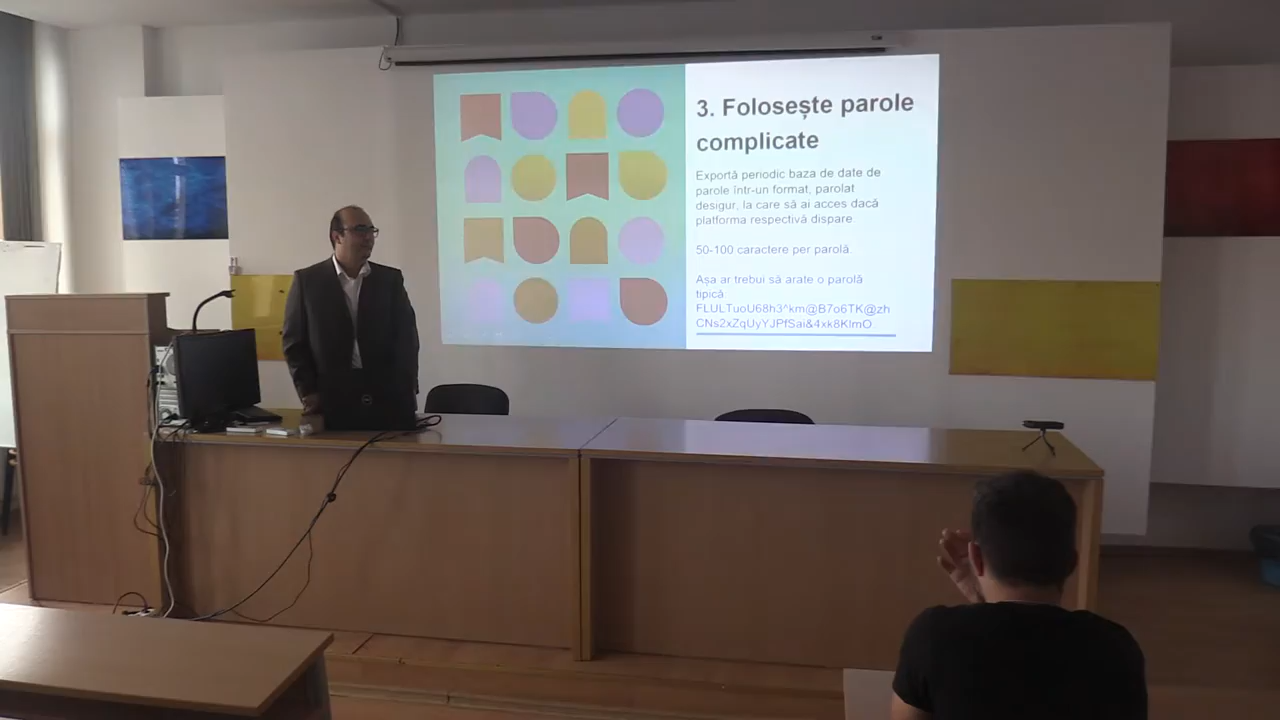 3. Folosește parole
complicate
Exportă periodic baza de date de
parole într-un format, parolat
desigur, la care să ai acces dacă
platforma respectivă dispare.
50-100 caractere per parolă.
Așa ar trebui să arate o parolă
tipică:
FLULTuoU68h3^km@B7o6TK@zh
CNs2xZqUyYJPfSai&4xk8K!mO